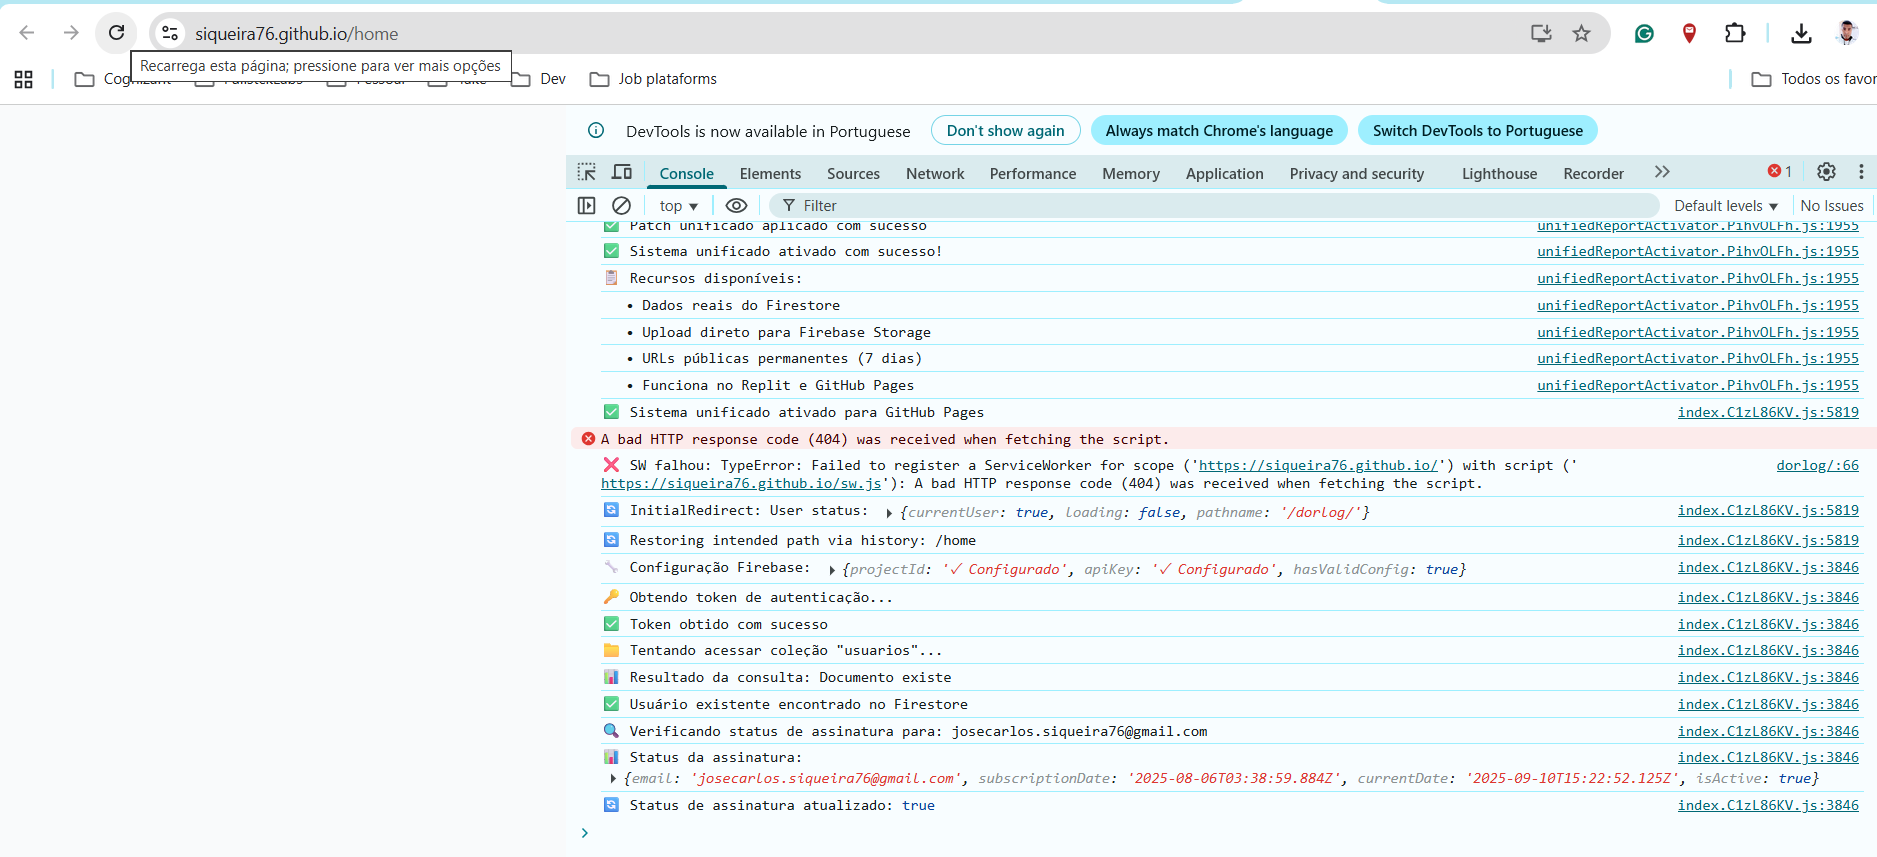 siqueira76.github.io/home
Recarrega esta página; pressione para ver mais opções
Dev
Job plataforms
Todos os favor
DevTools is now available in Portuguese
Don't show again
Always match Chrome's language
Switch DevTools to Portuguese
Console Elements Sources Network Performance Memory Application Privacy and security Lighthouse Recorder 1
top Filter Default levels No Issues
✅ Patch unificado aplicado com sucesso unifiedReportActivator.PihvOLFh.js:1955
✅ Sistema unificado ativado com sucesso! unifiedReportActivator.PihvOLFh.js:1955
📋 Recursos disponíveis: unifiedReportActivator.PihvOLFh.js:1955
• Dados reais do Firestore unifiedReportActivator.PihvOLFh.js:1955
• Upload direto para Firebase Storage unifiedReportActivator.PihvOLFh.js:1955
• URLs públicas permanentes (7 dias) unifiedReportActivator.PihvOLFh.js:1955
• Funciona no Replit e GitHub Pages unifiedReportActivator.PihvOLFh.js:1955
✅ Sistema unificado ativado para GitHub Pages index.C1zL86KV.js:5819
A bad HTTP response code (404) was received when fetching the script.
❌ SW falhou: TypeError: Failed to register a ServiceWorker for scope ('https://siqueira76.github.io/') with script (' dorlog/:66
https://siqueira76.github.io/sw.js'): A bad HTTP response code (404) was received when fetching the script.
🔄 InitialRedirect: User status: ▶ {currentUser: true, loading: false, pathname: '/dorlog/'} index.C1zL86KV.js:5819
🔄 Restoring intended path via history: /home index.C1zL86KV.js:5819
🔧 Configuração Firebase: ▶ {projectId: '✓ Configurado', apiKey: '✓ Configurado', hasValidConfig: true} index.C1zL86KV.js:3846
🔑 Obtendo token de autenticação... index.C1zL86KV.js:3846
✅ Token obtido com sucesso index.C1zL86KV.js:3846
📁 Tentando acessar coleção "usuarios"... index.C1zL86KV.js:3846
📊 Resultado da consulta: Documento existe index.C1zL86KV.js:3846
✅ Usuário existente encontrado no Firestore index.C1zL86KV.js:3846
🔍 Verificando status de assinatura para: josecarlos.siqueira76@gmail.com index.C1zL86KV.js:3846
📊 Status da assinatura: index.C1zL86KV.js:3846
▶ {email: 'josecarlos.siqueira76@gmail.com', subscriptionDate: '2025-08-06T03:38:59.884Z', currentDate: '2025-09-10T15:22:52.125Z', isActive: true}
🔄 Status de assinatura atualizado: true index.C1zL86KV.js:3846